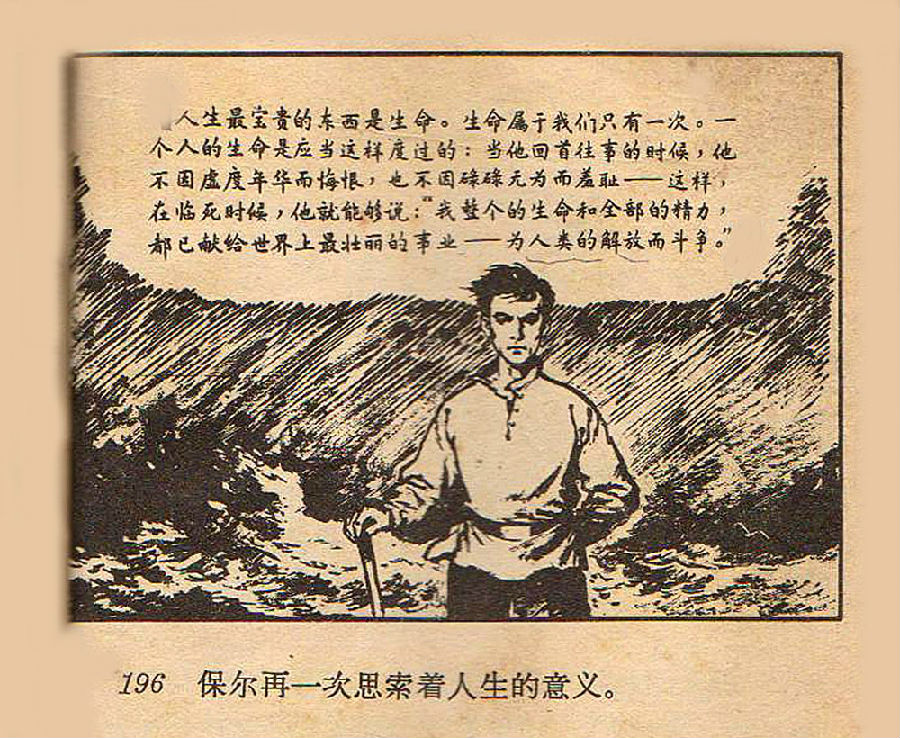 人生最宝贵的东西是生命。生命属于我们只有一次。一
个人的生命是应当这样度过的：当他回首往事的时候，他
不因虚度年华而悔恨，也不因碌碌无为而羞耻——这样，
在临死时候，他就能够说：“我整个的生命和全部的精力，
都已献给世界上最壮丽的事业——为人类的解放而斗争。”
196 保尔再一次思索着人生的意义。